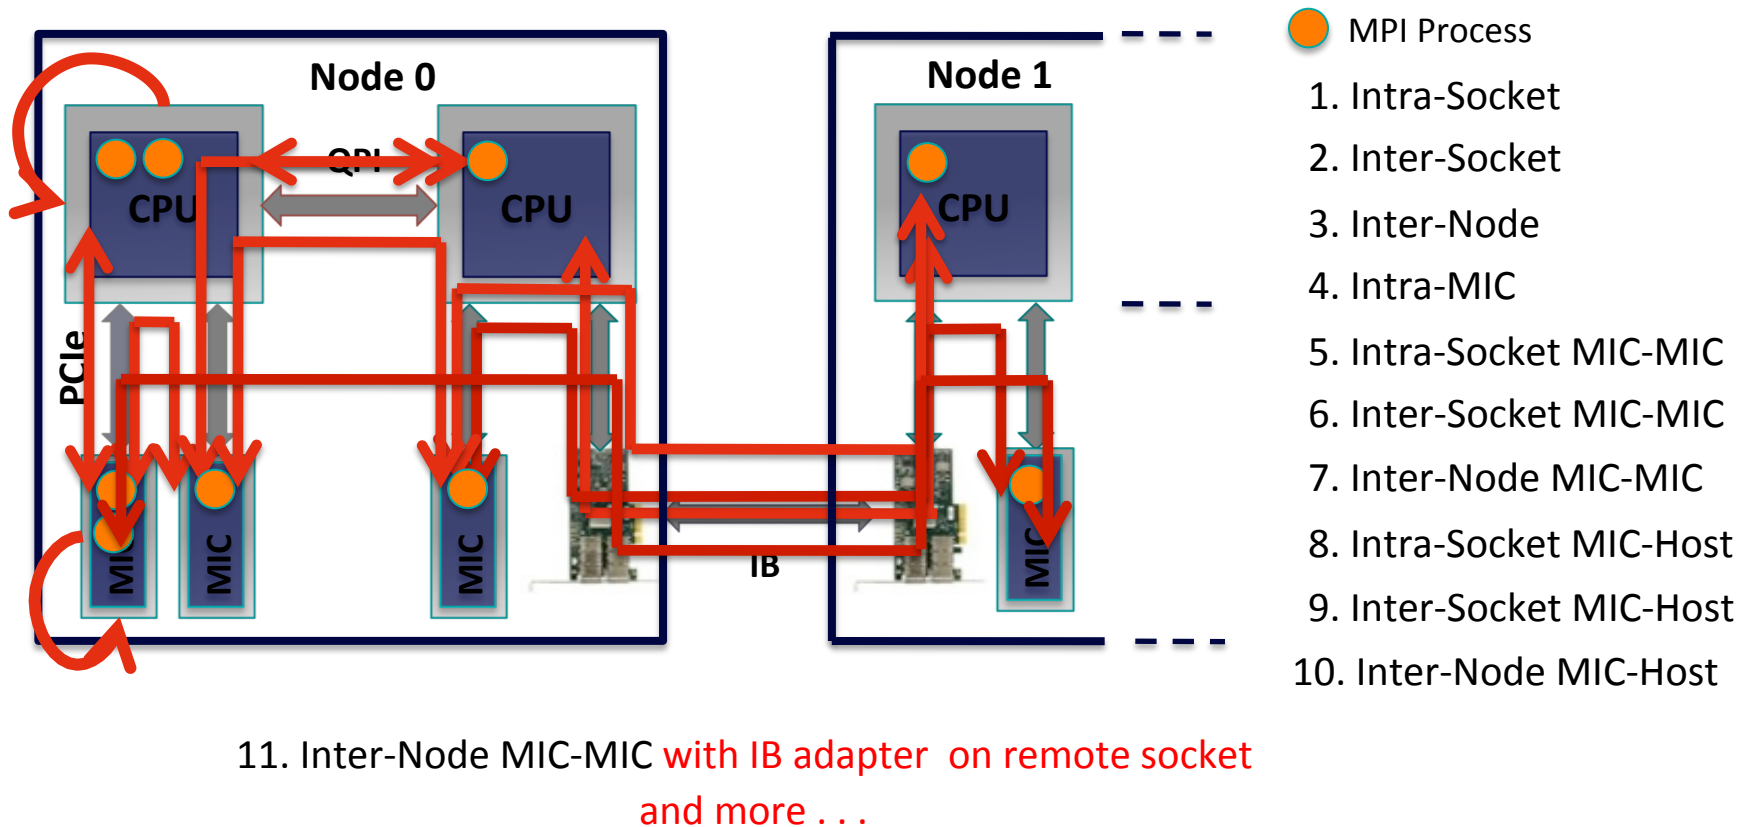 Node 0
Node 1
QPI
CPU
CPU
CPU
PCIe
MIC
MIC
MIC
MIC
IB
MPI Process
1. Intra-Socket
2. Inter-Socket
3. Inter-Node
4. Intra-MIC
5. Intra-Socket MIC-MIC
6. Inter-Socket MIC-MIC
7. Inter-Node MIC-MIC
8. Intra-Socket MIC-Host
9. Inter-Socket MIC-Host
10. Inter-Node MIC-Host
11. Inter-Node MIC-MIC with IB adapter on remote socket
and more . . .